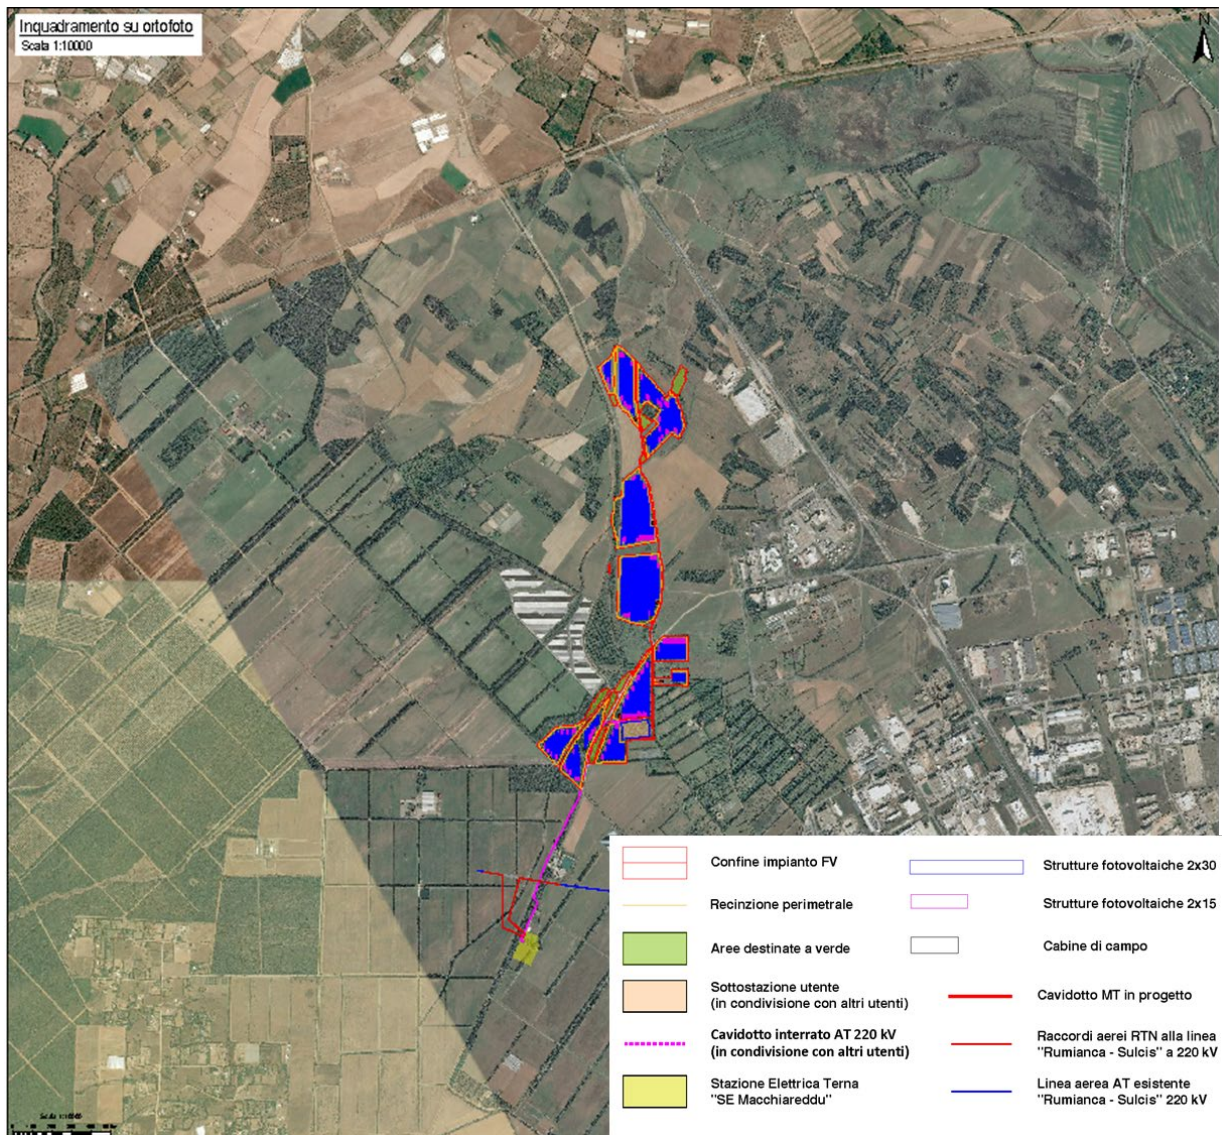 Inquadramento su ortofoto
Scala 1:10000
N
Confine impianto FV
Recinzione perimetrale
Aree destinate a verde
Sottostazione utente
(in condivisione con altri utenti)
Cavidotto interrato AT 220 kV
(in condivisione con altri utenti)
Stazione Elettrica Terna
"SE Macchiareddu"
Strutture fotovoltaiche 2x30
Strutture fotovoltaiche 2x15
Cabine di campo
Cavidotto MT in progetto
Raccordi aerei RTN alla linea
"Rumianca - Sulcis" a 220 kV
Linea aerea AT esistente
"Rumianca - Sulcis" 220 kV
Scala 1:10000